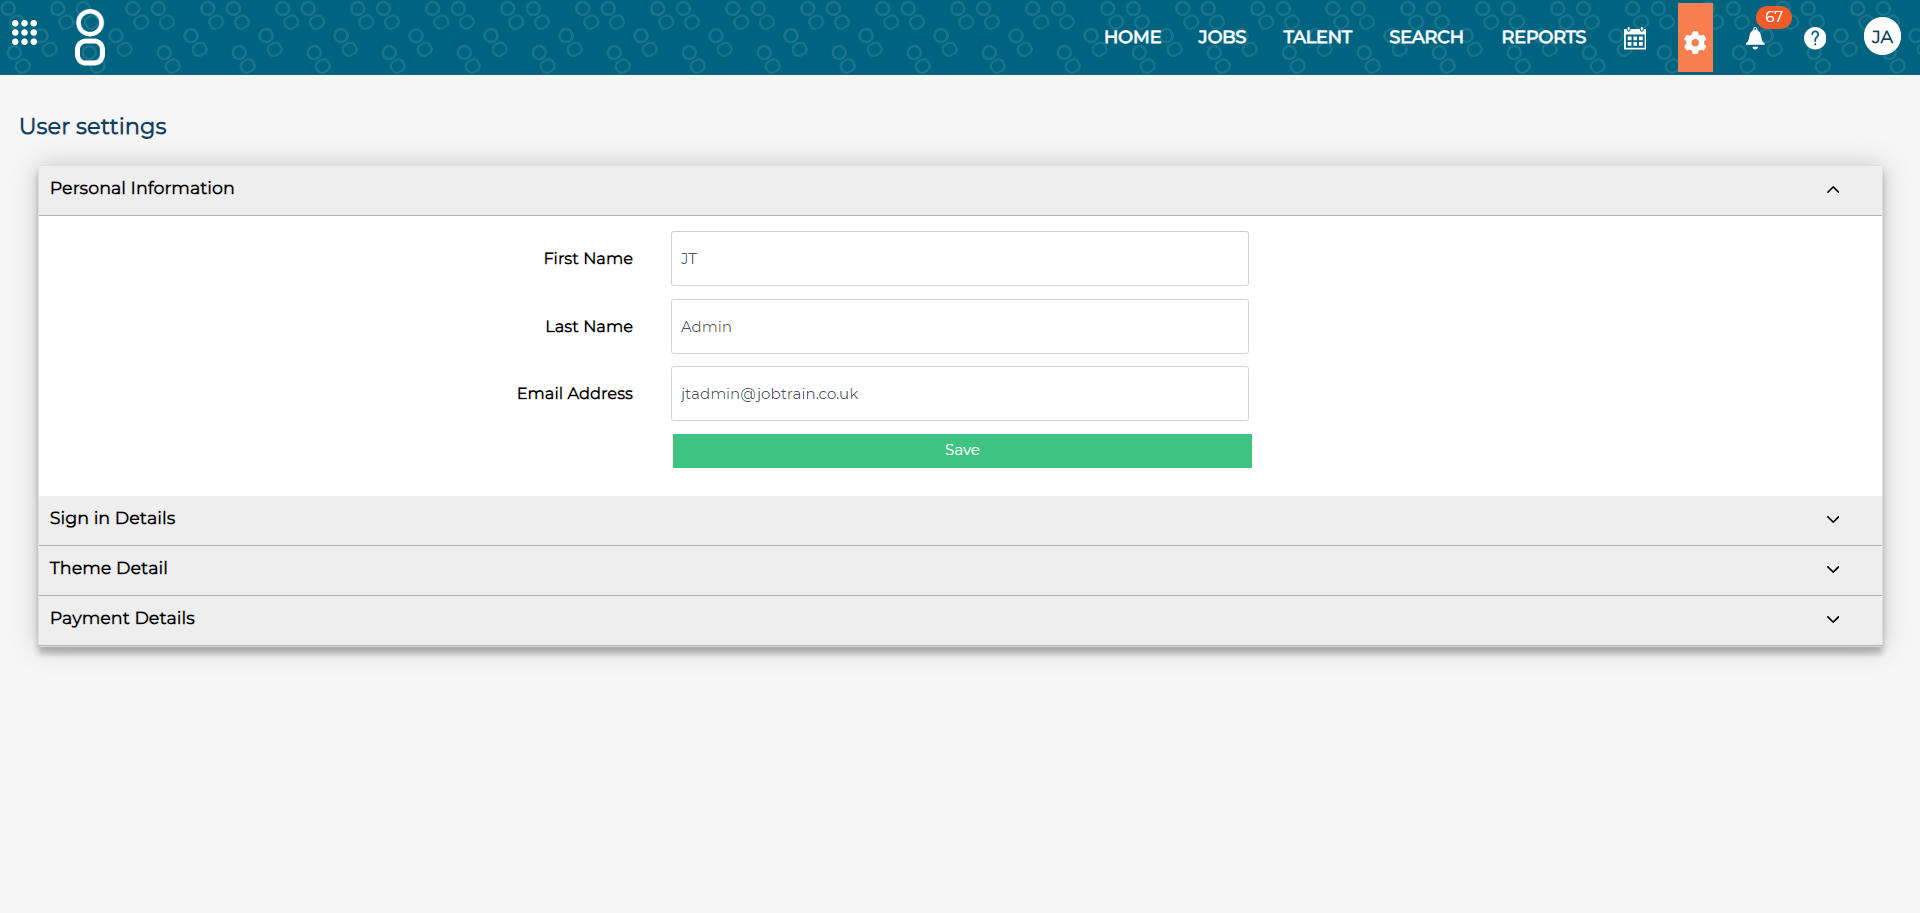 HOME JOBS TALENT SEARCH REPORTS 67 ? JA
User settings
Personal Information
First Name JT
Last Name Admin
Email Address jtadmin@jobtrain.co.uk
Save
Sign in Details
Theme Detail
Payment Details